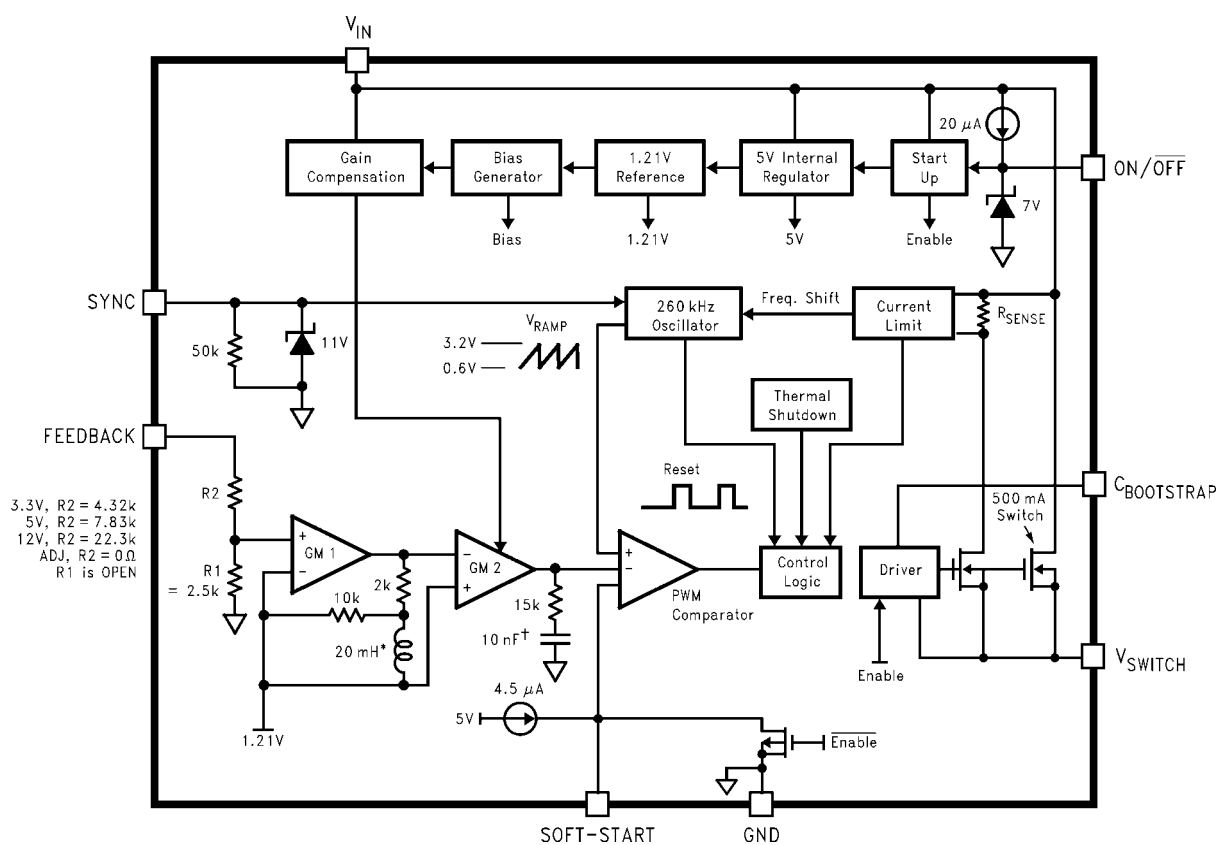 V_IN
20 μA
Gain
Compensation
Bias
Generator
1.21V
Reference
5V Internal
Regulator
Start
Up
ON/O̅F̅F̅
7V
Bias
1.21V
5V
Enable
SYNC
50k
11V
V_RAMP
3.2V
0.6V
260 kHz
Oscillator
Freq. Shift
Current
Limit
R_SENSE
Thermal
Shutdown
FEEDBACK
R2
3.3V, R2 = 4.32k
5V, R2 = 7.83k
12V, R2 = 22.3k
ADJ, R2 = 0Ω
R1 is OPEN
R1
= 2.5k
+
GM 1
−
2k
10k
20 mH*
1.21V
−
GM 2
+
15k
10 nF†
Reset
+
−
PWM
Comparator
Control
Logic
Driver
500 mA
Switch
C_BOOTSTRAP
Enable
V_SWITCH
4.5 μA
5V
E̅n̅a̅b̅l̅e̅
SOFT-START
GND